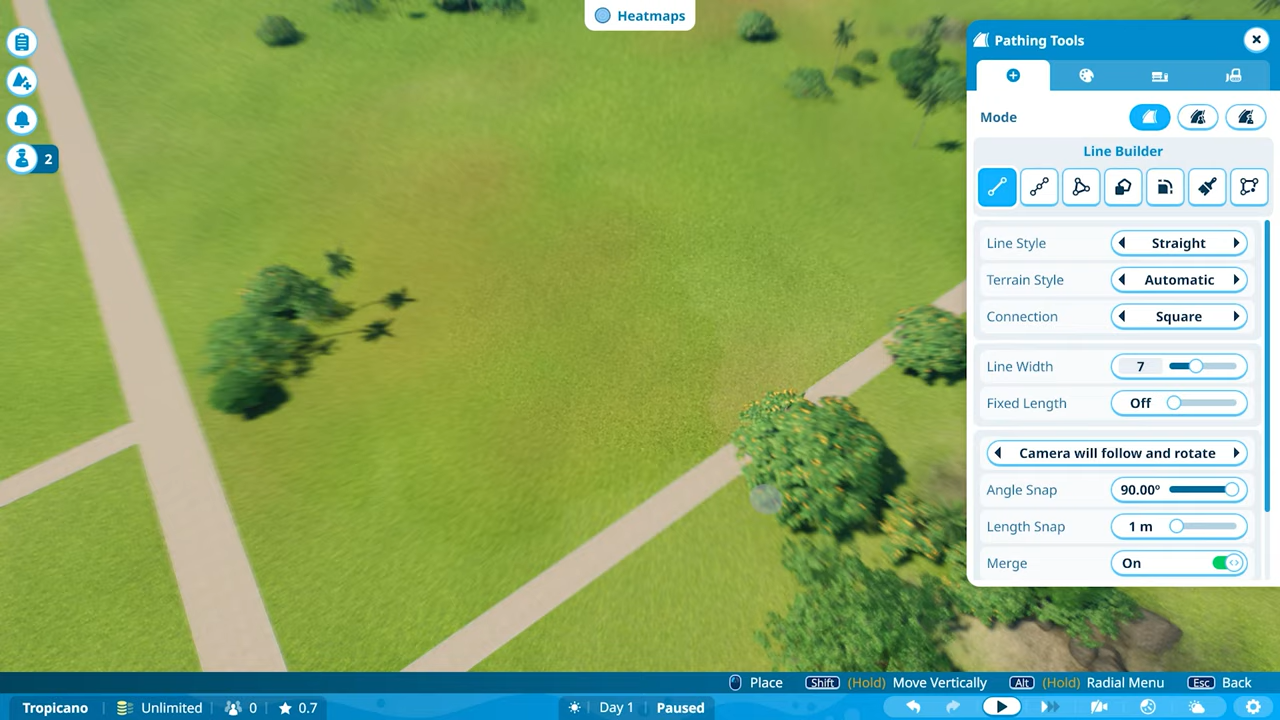 Heatmaps
2
Pathing Tools
Mode
Line Builder
Line Style Straight
Terrain Style Automatic
Connection Square
Line Width 7
Fixed Length Off
Camera will follow and rotate
Angle Snap 90.00°
Length Snap 1 m
Merge On
Place Shift (Hold) Move Vertically Alt (Hold) Radial Menu Esc Back
Tropicano Unlimited 0 0.7 Day 1 Paused